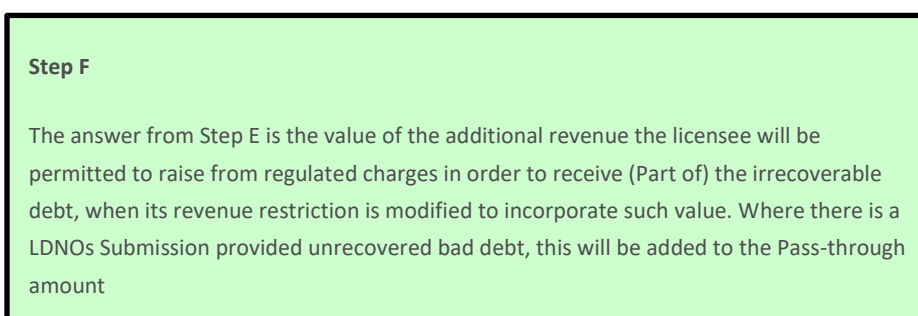 Step F
The answer from Step E is the value of the additional revenue the licensee will be
permitted to raise from regulated charges in order to receive (Part of) the irrecoverable
debt, when its revenue restriction is modified to incorporate such value. Where there is a
LDNOs Submission provided unrecovered bad debt, this will be added to the Pass-through
amount